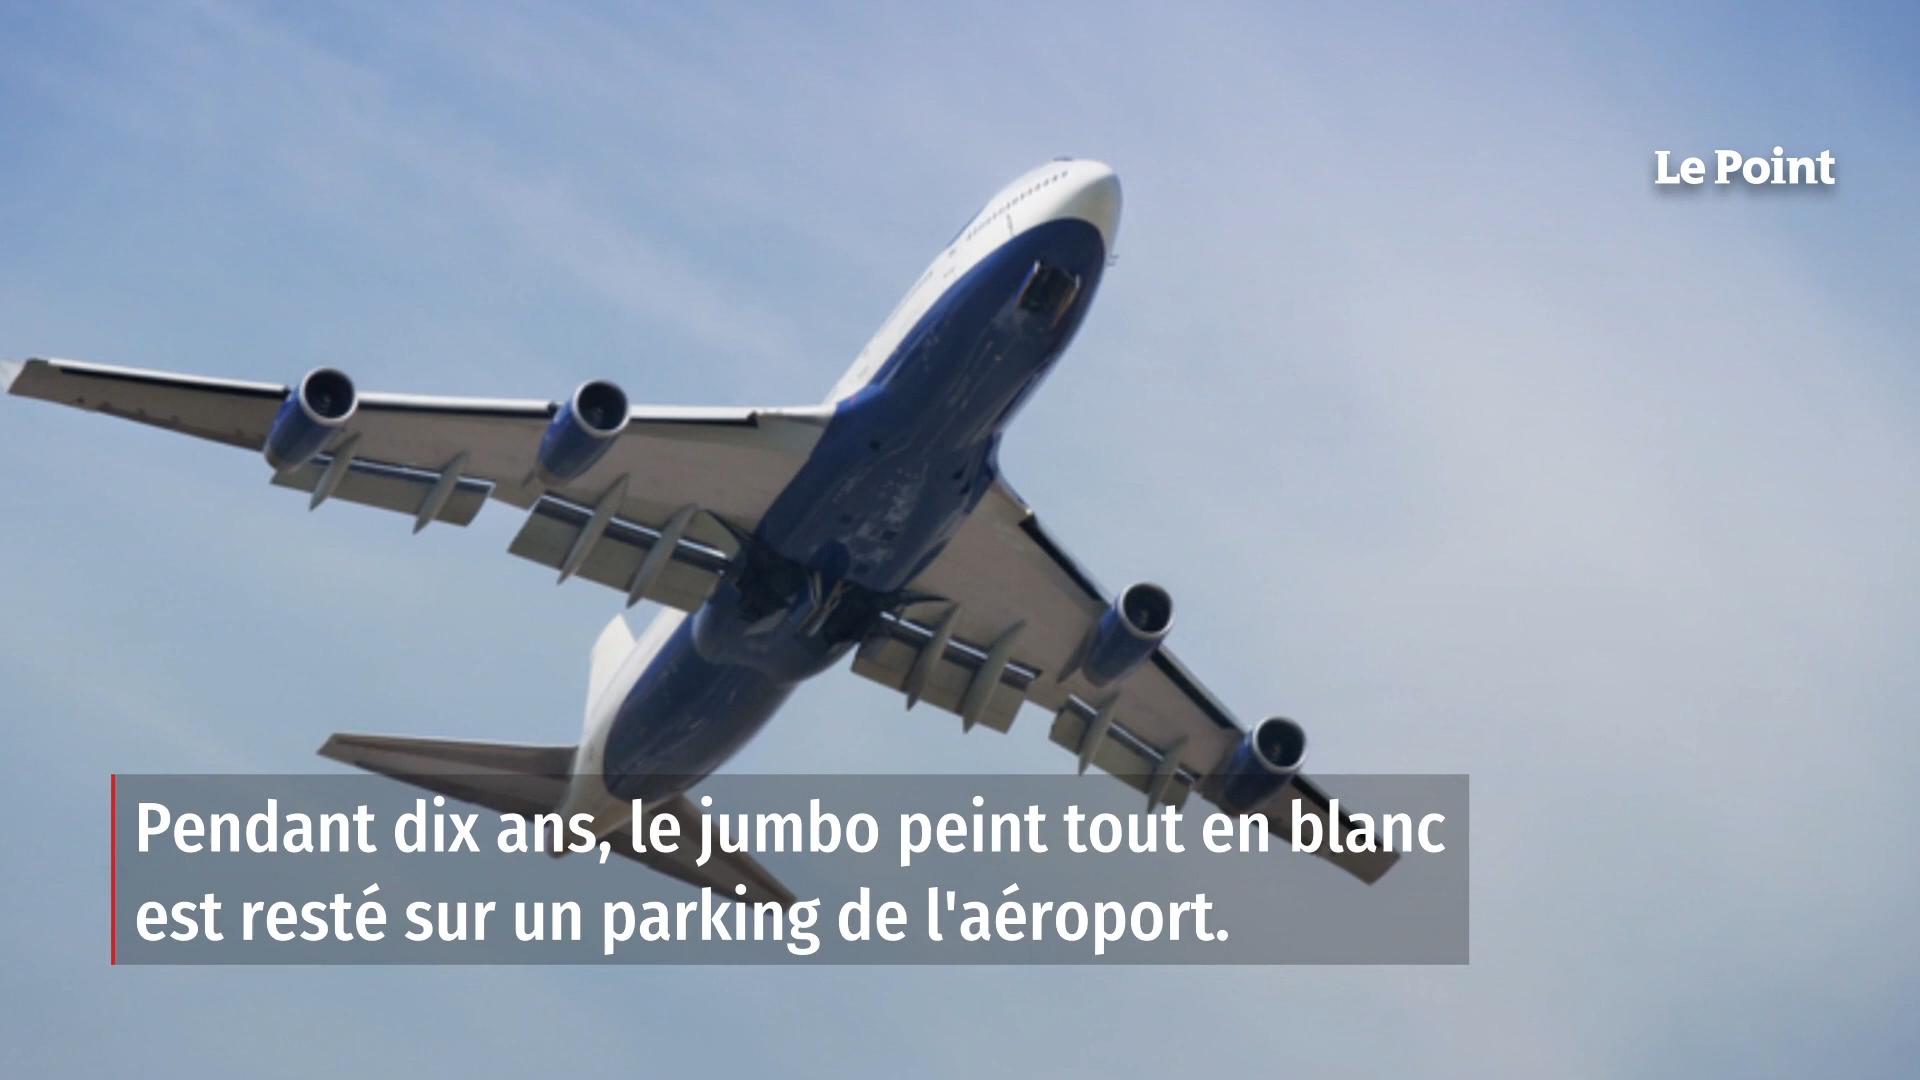 Le Point
Pendant dix ans, le jumbo peint tout en blanc
est resté sur un parking de l'aéroport.